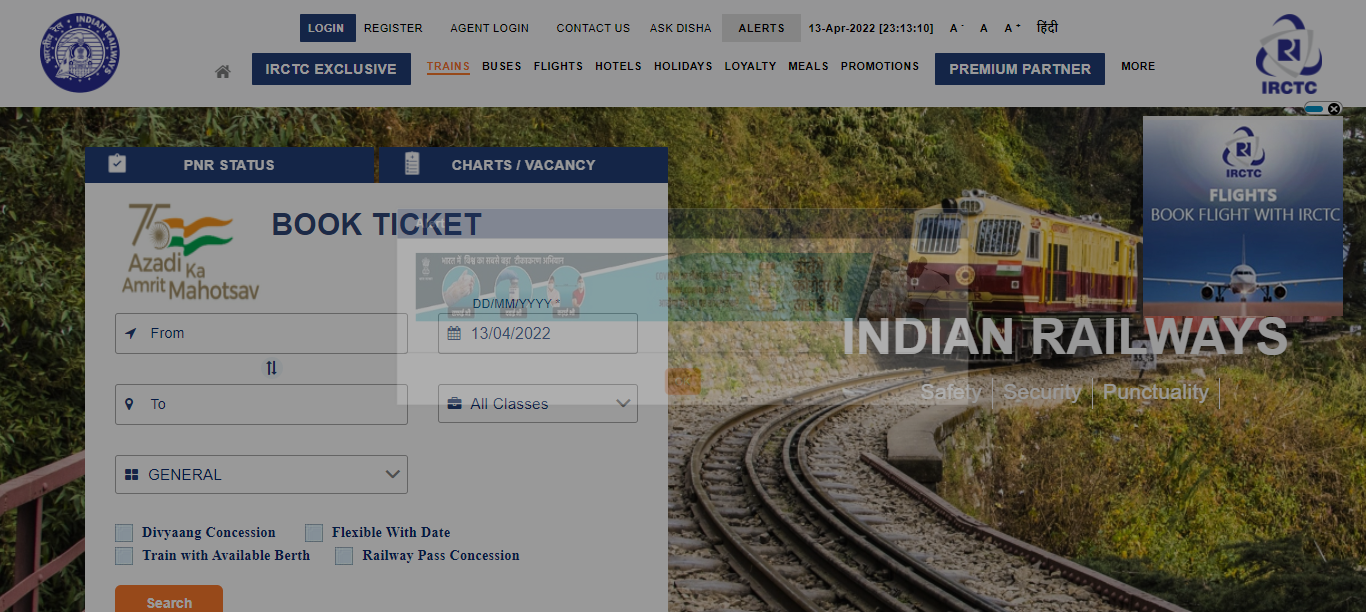 LOGIN REGISTER AGENT LOGIN CONTACT US ASK DISHA ALERTS 13-Apr-2022 [23:13:10] A - A A + हिंदी
भारतीय रेल INDIAN RAILWAYS
IRCTC EXCLUSIVE TRAINS BUSES FLIGHTS HOTELS HOLIDAYS LOYALTY MEALS PROMOTIONS PREMIUM PARTNER MORE
IRCTC
PNR STATUS CHARTS / VACANCY
IRCTC
FLIGHTS
BOOK FLIGHT WITH IRCTC
75
Azadi Ka
Amrit Mahotsav
BOOK TICKET
भारत में विश्व का सबसे बड़ा टीकाकरण अभियान
DD/MM/YYYY *
From 13/04/2022
INDIAN RAILWAYS
Safety Security Punctuality
To All Classes
GENERAL
Divyaang Concession Flexible With Date
Train with Available Berth Railway Pass Concession
Search